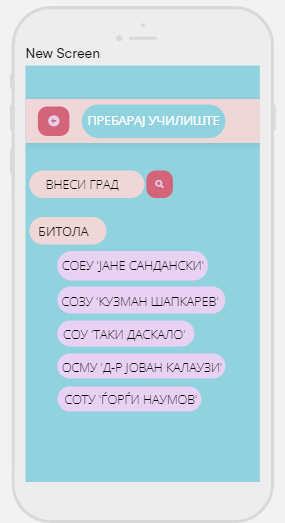 New Screen
ПРЕБАРАЈ УЧИЛИШТЕ
ВНЕСИ ГРАД
БИТОЛА
СОЕУ 'ЈАНЕ САНДАНСКИ'
СОЗУ 'КУЗМАН ШАПКАРЕВ'
СОУ 'ТАКИ ДАСКАЛО'
ОСМУ 'Д-Р ЈОВАН КАЛАУЗИ'
СОТУ 'ЃОРЃИ НАУМОВ'